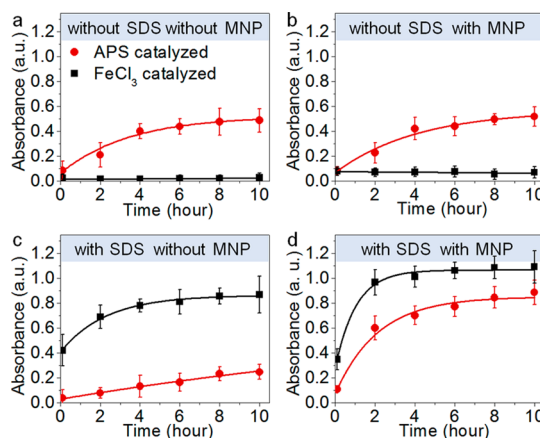 a
without SDS without MNP
APS catalyzed
FeCl3 catalyzed
Absorbance (a.u.)
1.2
1.0
0.8
0.6
0.4
0.2
0.0
0 2 4 6 8 10
Time (hour)
b
without SDS with MNP
Absorbance (a.u.)
1.2
1.0
0.8
0.6
0.4
0.2
0.0
0 2 4 6 8 10
Time (hour)
c
with SDS without MNP
Absorbance (a.u.)
1.2
1.0
0.8
0.6
0.4
0.2
0.0
0 2 4 6 8 10
Time (hour)
d
with SDS with MNP
Absorbance (a.u.)
1.2
1.0
0.8
0.6
0.4
0.2
0.0
0 2 4 6 8 10
Time (hour)